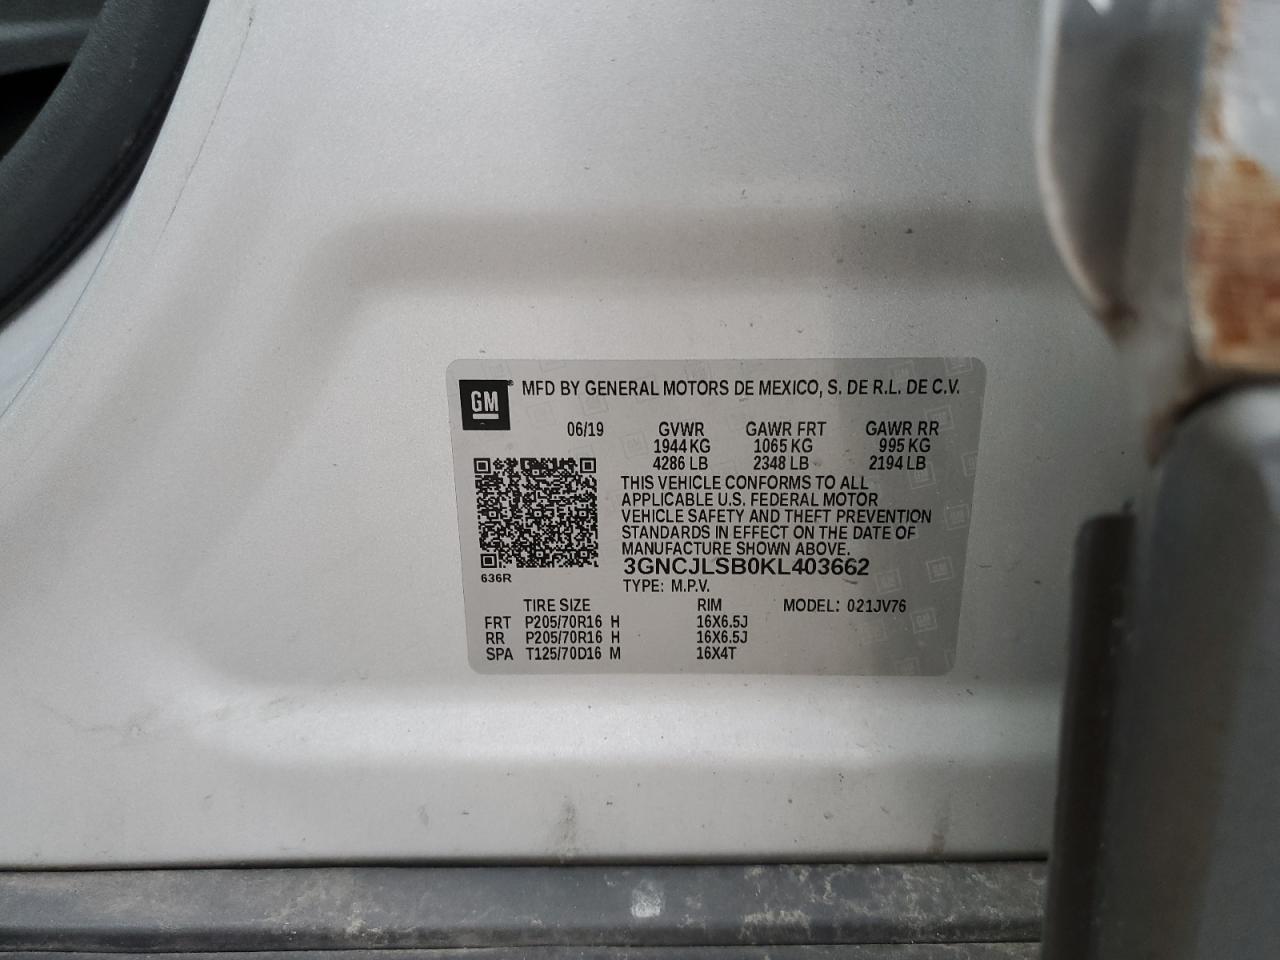 GM
MFD BY GENERAL MOTORS DE MEXICO, S. DE R.L. DE C.V.
06/19 GVWR GAWR FRT GAWR RR
1944 KG 1065 KG 995 KG
4286 LB 2348 LB 2194 LB
THIS VEHICLE CONFORMS TO ALL
APPLICABLE U.S. FEDERAL MOTOR
VEHICLE SAFETY AND THEFT PREVENTION
STANDARDS IN EFFECT ON THE DATE OF
MANUFACTURE SHOWN ABOVE.
3GNCJLSB0KL403662
636R
TYPE: M.P.V.
TIRE SIZE RIM MODEL: 021JV76
FRT P205/70R16 H 16X6.5J
RR P205/70R16 H 16X6.5J
SPA T125/70D16 M 16X4T